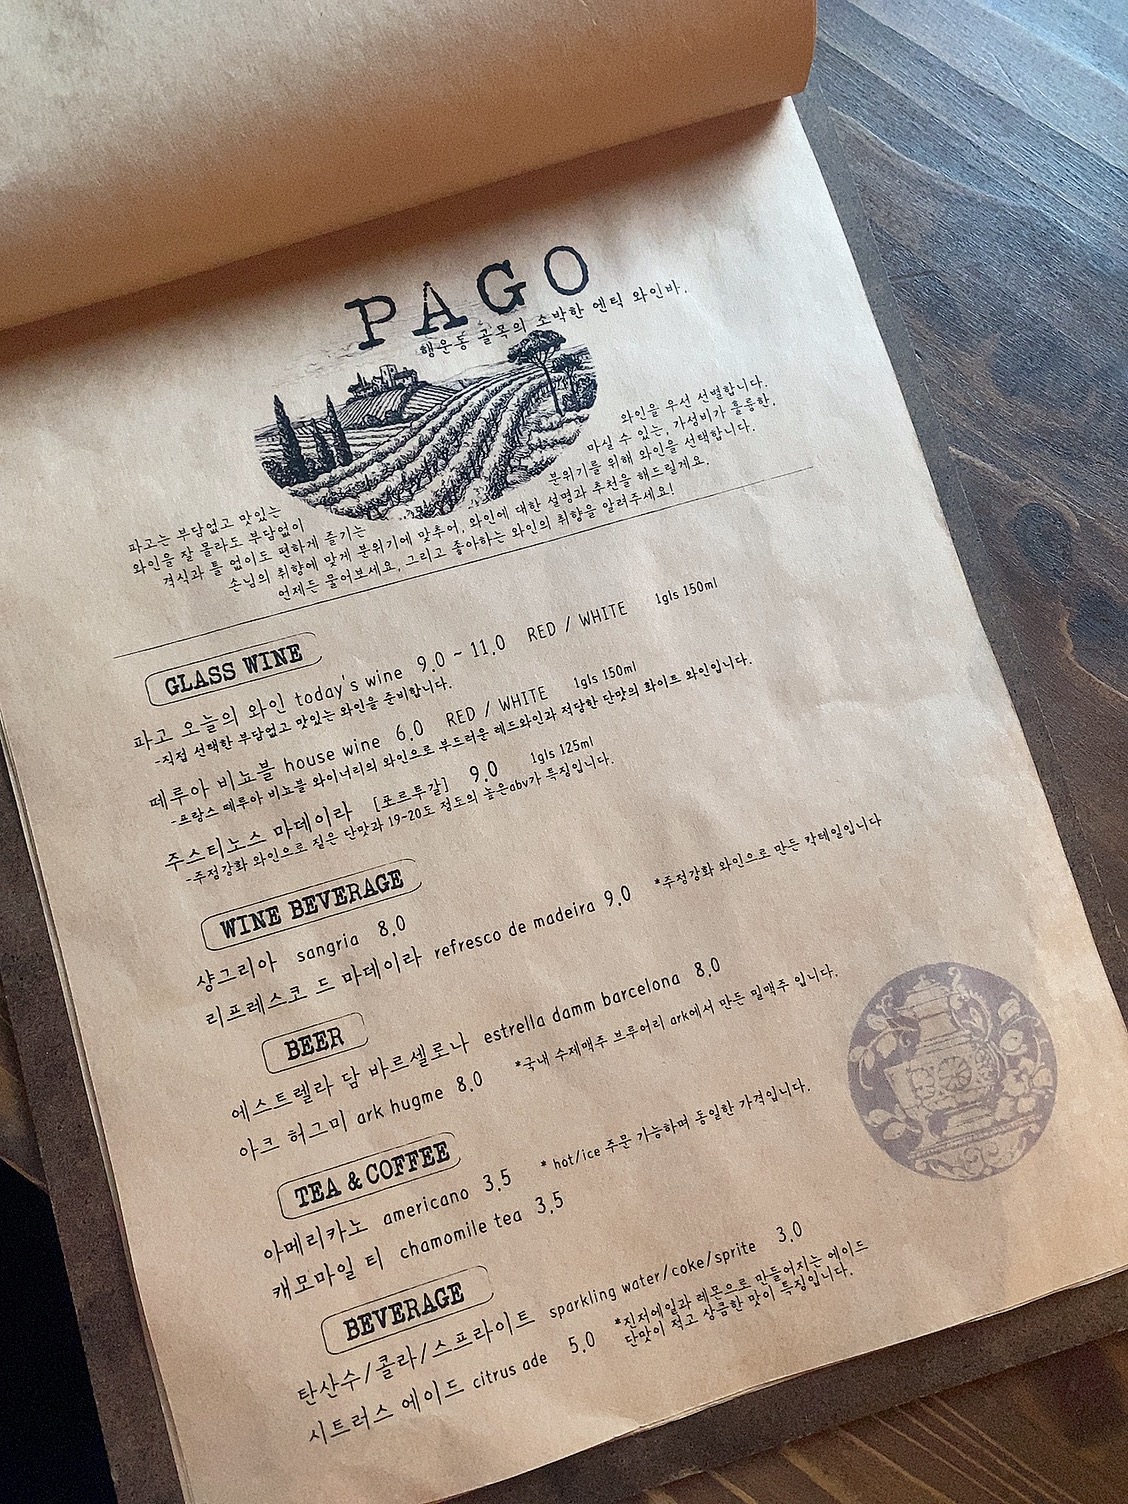 PAGO
행운동 골목의 소박한 엔틱 와인바.
파고는 부담없고 맛있는 와인을 우선 선별합니다.
와인을 잘 몰라도 부담없이 마실 수 있는, 가성비가 훌륭한,
격식과 틀 없이도 편하게 즐기는 분위기를 위해 와인을 선택합니다.
손님의 취향에 맞게 분위기에 맞추어, 와인에 대한 설명과 추천을 해드릴게요.
언제든 물어보세요, 그리고 좋아하는 와인의 취향을 알려주세요!
GLASS WINE
파고 오늘의 와인 today's wine 9.0 ~ 11.0 RED / WHITE 1gls 150ml
-직접 선택한 부담없고 맛있는 와인을 준비합니다.
떼루아 비뇨블 house wine 6.0 RED / WHITE 1gls 150ml
-프랑스 떼루아 비뇨블 와이너리의 와인으로 부드러운 레드와인과 적당한 단맛의 화이트 와인입니다.
주스티노스 마데이라 [포르투갈] 9.0 1gls 125ml
-주정강화 와인으로 짙은 단맛과 19-20도 정도의 높은abv가 특징입니다.
WINE BEVERAGE
샹그리아 sangria 8.0
리프레스코 드 마데이라 refresco de madeira 9.0 *주정강화 와인으로 만든 칵테일입니다
BEER
에스트렐라 담 바르셀로나 estrella damm barcelona 8.0
아크 허그미 ark hugme 8.0 *국내 수제맥주 브루어리 ark에서 만든 밀맥주 입니다.
TEA & COFFEE
아메리카노 americano 3.5 * hot/ice 주문 가능하며 동일한 가격입니다.
캐모마일 티 chamomile tea 3.5
BEVERAGE
탄산수/콜라/스프라이트 sparkling water/coke/sprite 3.0
시트러스 에이드 citrus ade 5.0 *진저에일과 레몬으로 만들어지는 에이드
단맛이 적고 상큼한 맛이 특징입니다.